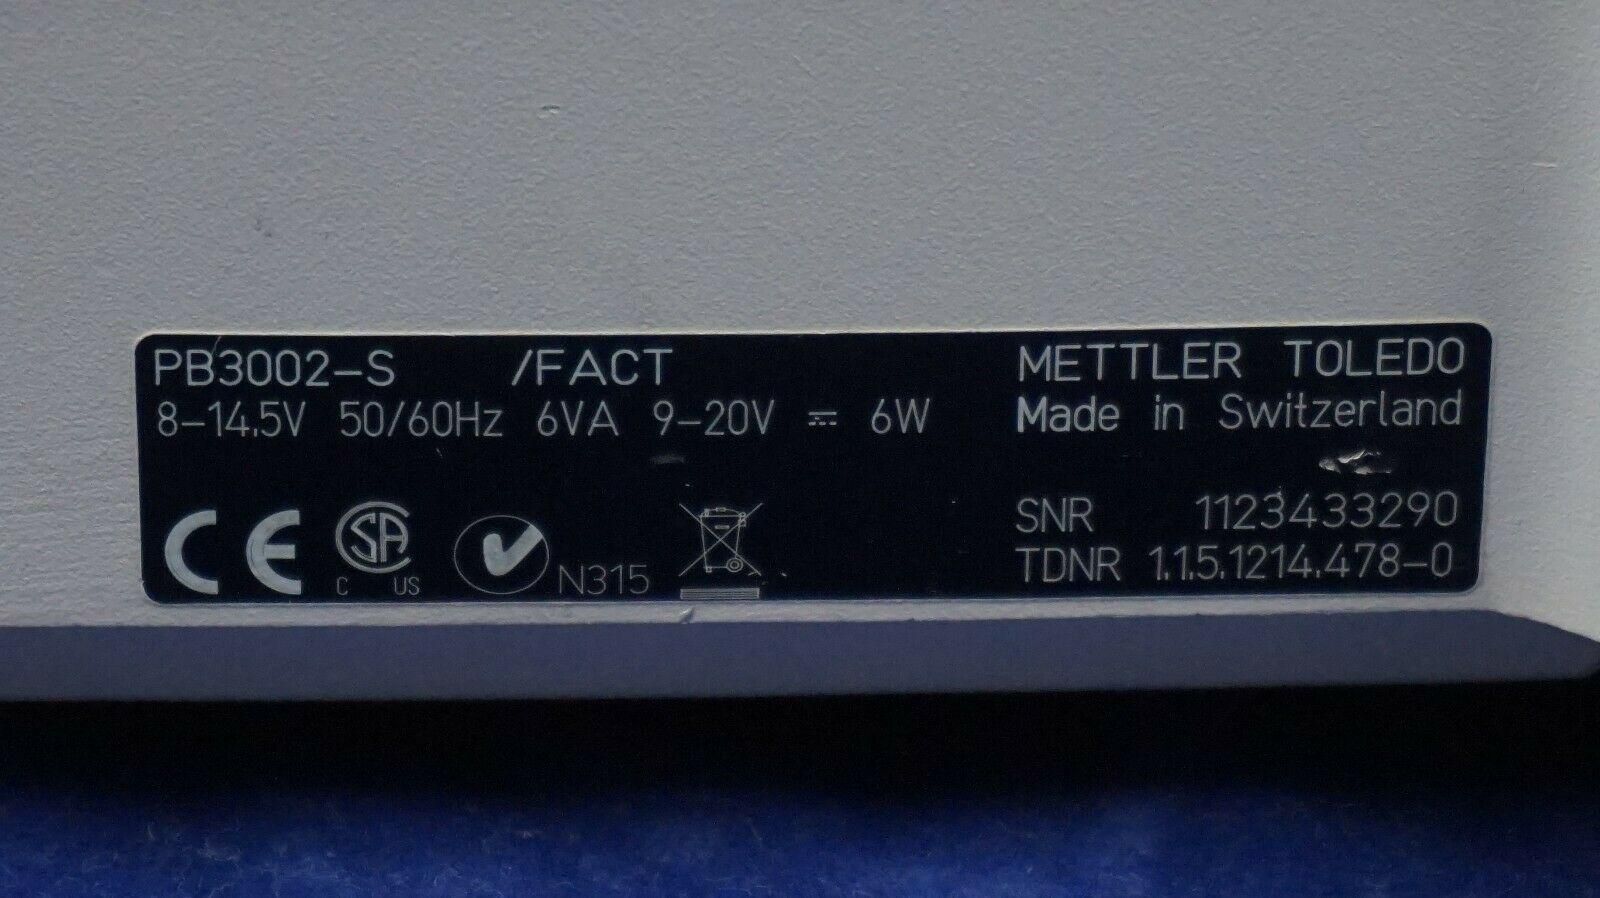 PB3002-S /FACT
8-14.5V 50/60Hz 6VA 9-20V ⎓ 6W
METTLER TOLEDO
Made in Switzerland
SNR 1123433290
TDNR 1.1.5.1214.478-0
CE
SA
C US
N315